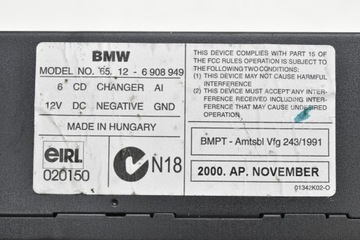 BMW
MODEL NO. 65. 12 - 6 908 949
6 CD CHANGER AI
12V DC NEGATIVE GND
MADE IN HUNGARY
eIRL
020150
N18
THIS DEVICE COMPLIES WITH PART 15 OF
THE FCC RULES OPERATION IS SUBJECT TO
THE FOLLOWING TWO CONDITIONS:
(1) THIS DEVICE MAY NOT CAUSE HARMFUL
INTERFERENCE
(2) THIS DEVICE MUST ACCEPT ANY INTER-
FERENCE RECEIVED INCLUDING INTER-
FERENCE THAT MAY CAUSE UNDESIRED
OPERATION.
BMPT - Amtsbl Vfg 243/1991
2000. AP. NOVEMBER
01342K02-O